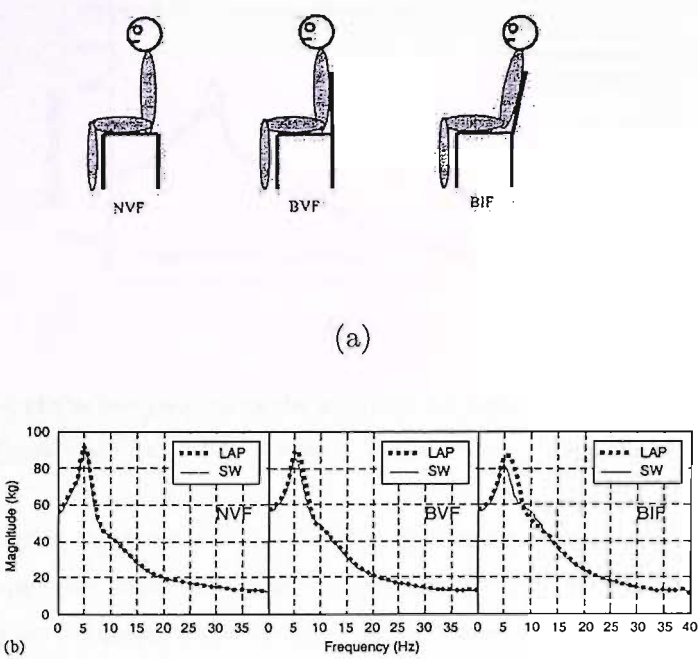 NVF BVF BIF
(a)
100
80
60
40
20
0
Magnitude (kg)
LAP
SW
NVF
LAP
SW
BVF
LAP
SW
BIF
0 5 10 15 20 25 30 35 0 5 10 15 20 25 30 35 0 5 10 15 20 25 30 35 40
Frequency (Hz)
(b)